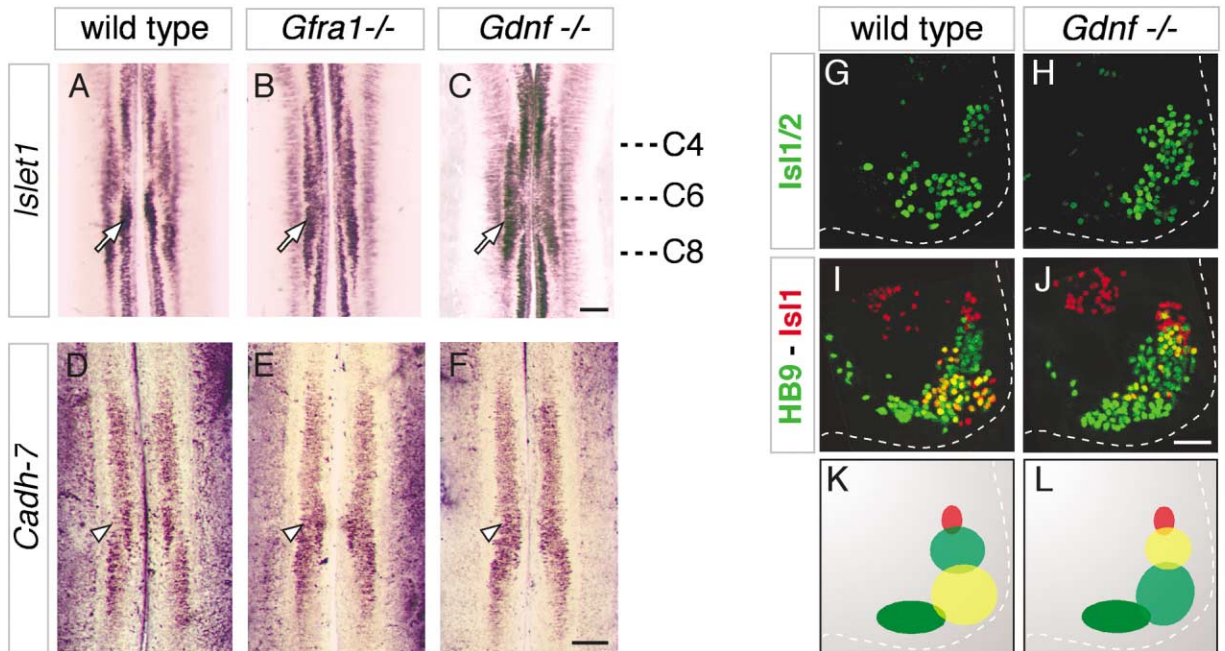 wild type
Gfra1-/-
Gdnf -/-
wild type
Gdnf -/-
Islet1
A
B
C
C4
C6
C8
Cadh-7
D
E
F
Isl1/2
G
H
HB9 - Isl1
I
J
K
L